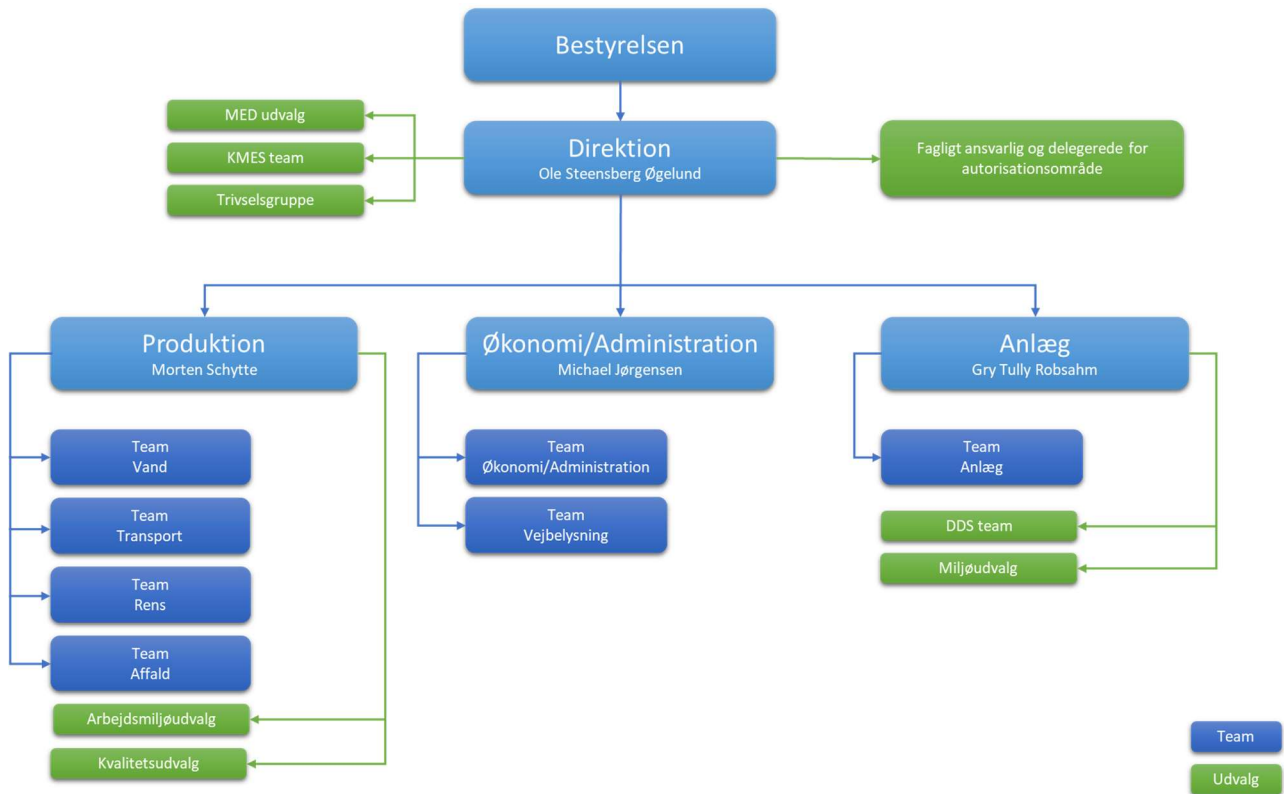 Bestyrelsen
MED udvalg
KMES team
Trivselsgruppe
Direktion
Ole Steensberg Øgelund
Fagligt ansvarlig og delegerede for
autorisationsområde
Produktion
Morten Schytte
Økonomi/Administration
Michael Jørgensen
Anlæg
Gry Tully Robsahm
Team
Vand
Team
Transport
Team
Rens
Team
Affald
Arbejdsmiljøudvalg
Kvalitetsudvalg
Team
Økonomi/Administration
Team
Vejbelysning
Team
Anlæg
DDS team
Miljøudvalg
Team
Udvalg